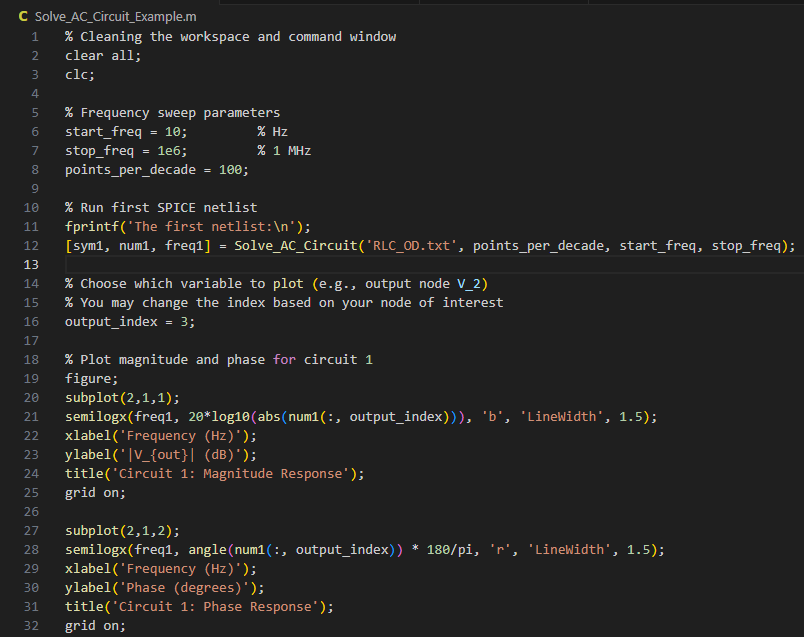 C Solve_AC_Circuit_Example.m
1 % Cleaning the workspace and command window
2 clear all;
3 clc;
4
5 % Frequency sweep parameters
6 start_freq = 10;         % Hz
7 stop_freq = 1e6;         % 1 MHz
8 points_per_decade = 100;
9
10 % Run first SPICE netlist
11 fprintf('The first netlist:\n');
12 [sym1, num1, freq1] = Solve_AC_Circuit('RLC_OD.txt', points_per_decade, start_freq, stop_freq);
13
14 % Choose which variable to plot (e.g., output node V_2)
15 % You may change the index based on your node of interest
16 output_index = 3;
17
18 % Plot magnitude and phase for circuit 1
19 figure;
20 subplot(2,1,1);
21 semilogx(freq1, 20*log10(abs(num1(:, output_index))), 'b', 'LineWidth', 1.5);
22 xlabel('Frequency (Hz)');
23 ylabel('|V_{out}| (dB)');
24 title('Circuit 1: Magnitude Response');
25 grid on;
26
27 subplot(2,1,2);
28 semilogx(freq1, angle(num1(:, output_index)) * 180/pi, 'r', 'LineWidth', 1.5);
29 xlabel('Frequency (Hz)');
30 ylabel('Phase (degrees)');
31 title('Circuit 1: Phase Response');
32 grid on;